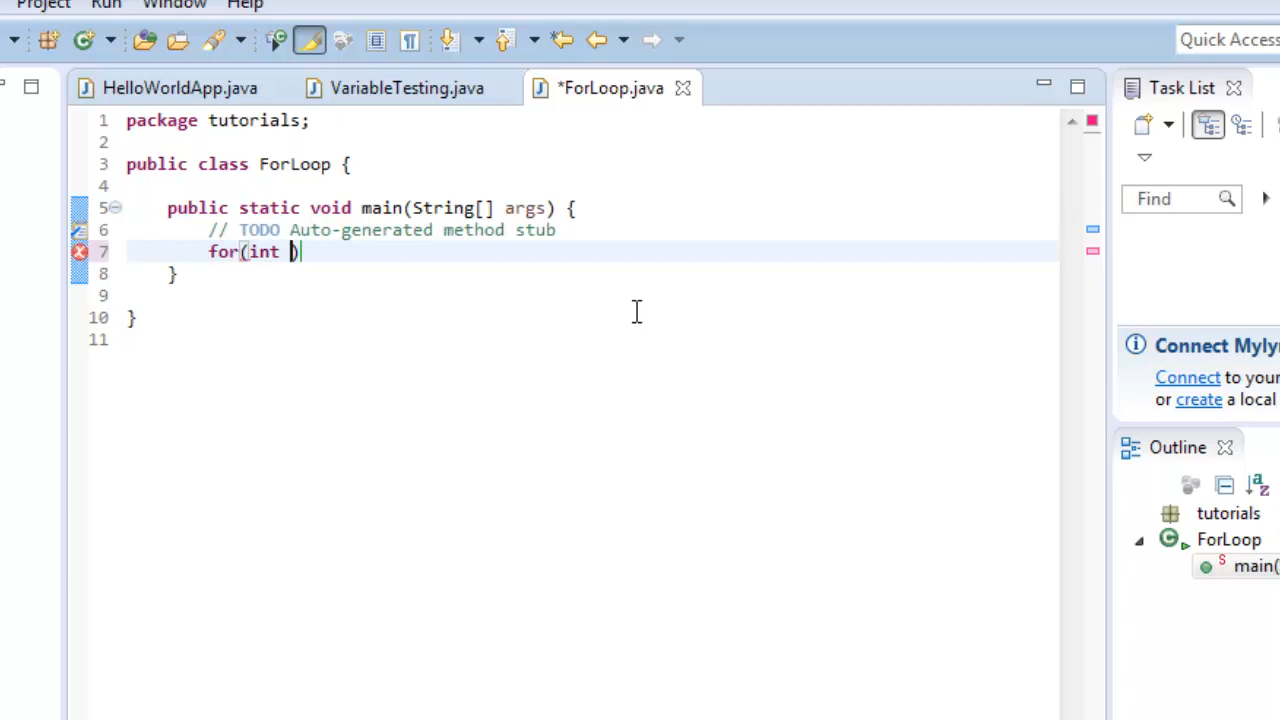 Project Run Window Help
Quick Access
HelloWorldApp.java VariableTesting.java *ForLoop.java Task List
1 package tutorials;
2
3 public class ForLoop {
4
5 public static void main(String[] args) {
6 // TODO Auto-generated method stub
7 for(int )
8 }
9
10 }
11
Find
Connect Myly
Connect to your
or create a local
Outline
tutorials
ForLoop
main(